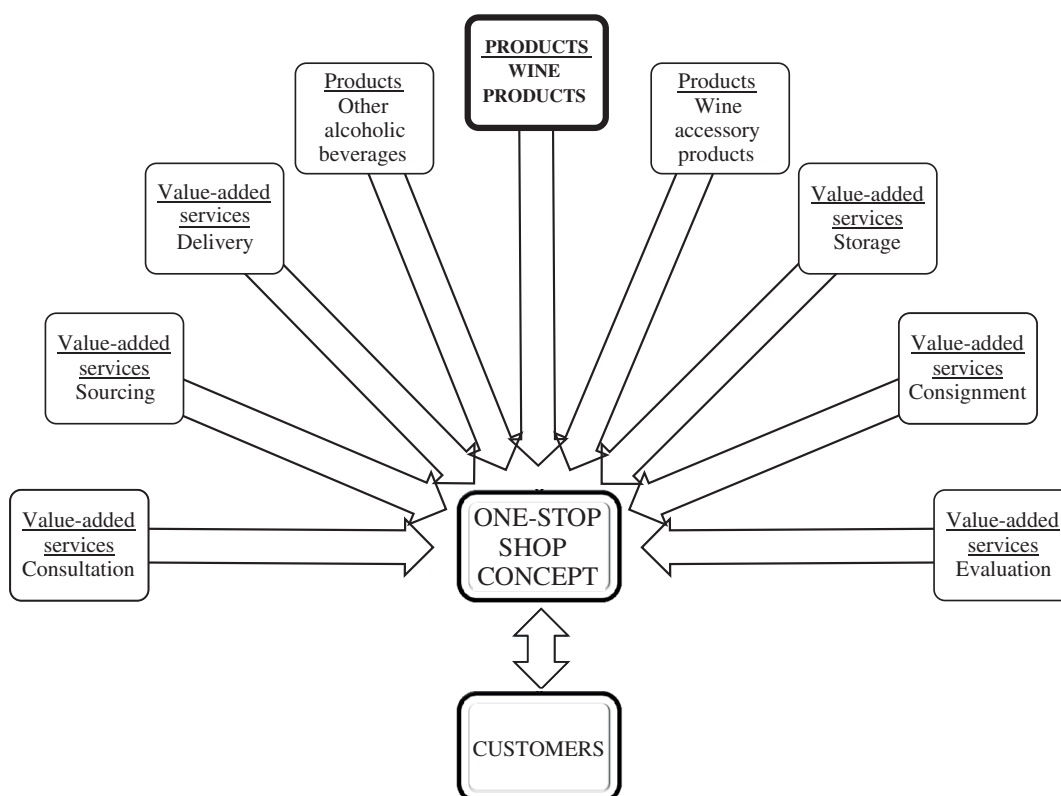 PRODUCTS
WINE
PRODUCTS
Products
Other
alcoholic
beverages
Products
Wine
accessory
products
Value-added
services
Delivery
Value-added
services
Storage
Value-added
services
Sourcing
Value-added
services
Consignment
Value-added
services
Consultation
ONE-STOP
SHOP
CONCEPT
Value-added
services
Evaluation
CUSTOMERS